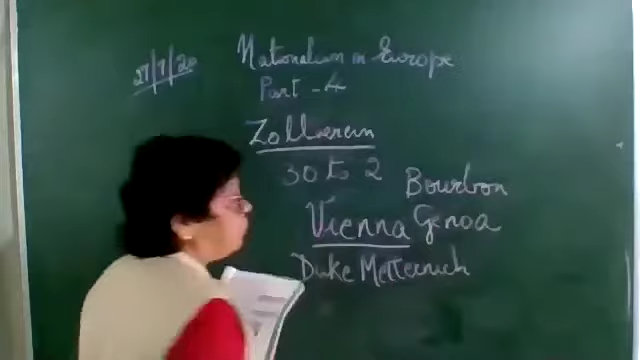 27/7/20
Nationalism in Europe
Part - 4
Zollverein
30 to 2
Bourbon
Vienna Genoa
Duke Metternich